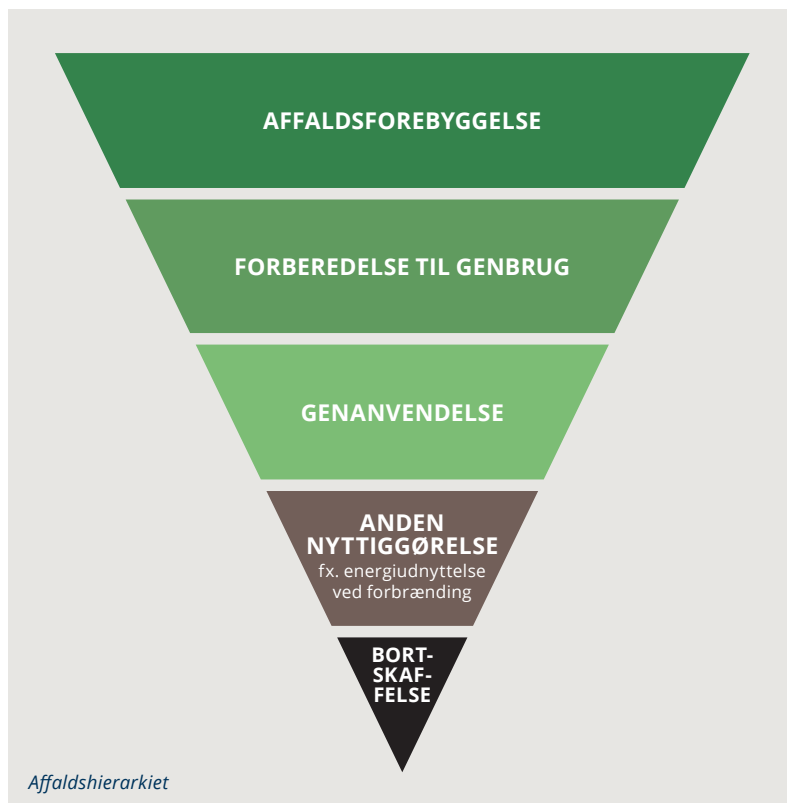 AFFALDSFOREBYGGELSE
FORBEREDELSE TIL GENBRUG
GENANVENDELSE
ANDEN
NYTTIGGØRELSE
fx. energiudnyttelse
ved forbrænding
BORT-
SKAF-
FELSE
Affaldshierarkiet